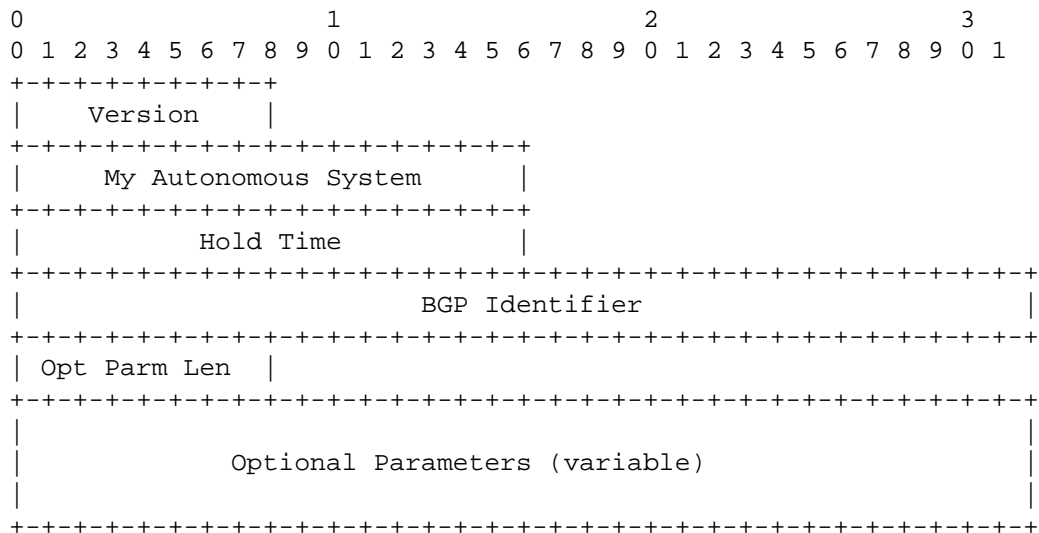 0                   1                   2                   3
0 1 2 3 4 5 6 7 8 9 0 1 2 3 4 5 6 7 8 9 0 1 2 3 4 5 6 7 8 9 0 1
+-+-+-+-+-+-+-+-+
|    Version    |
+-+-+-+-+-+-+-+-+-+-+-+-+-+-+-+-+
|     My Autonomous System      |
+-+-+-+-+-+-+-+-+-+-+-+-+-+-+-+-+
|           Hold Time           |
+-+-+-+-+-+-+-+-+-+-+-+-+-+-+-+-+-+-+-+-+-+-+-+-+-+-+-+-+-+-+-+-+
|                         BGP Identifier                        |
+-+-+-+-+-+-+-+-+-+-+-+-+-+-+-+-+-+-+-+-+-+-+-+-+-+-+-+-+-+-+-+-+
| Opt Parm Len  |
+-+-+-+-+-+-+-+-+-+-+-+-+-+-+-+-+-+-+-+-+-+-+-+-+-+-+-+-+-+-+-+-+
|                                                               |
|             Optional Parameters (variable)                    |
|                                                               |
+-+-+-+-+-+-+-+-+-+-+-+-+-+-+-+-+-+-+-+-+-+-+-+-+-+-+-+-+-+-+-+-+